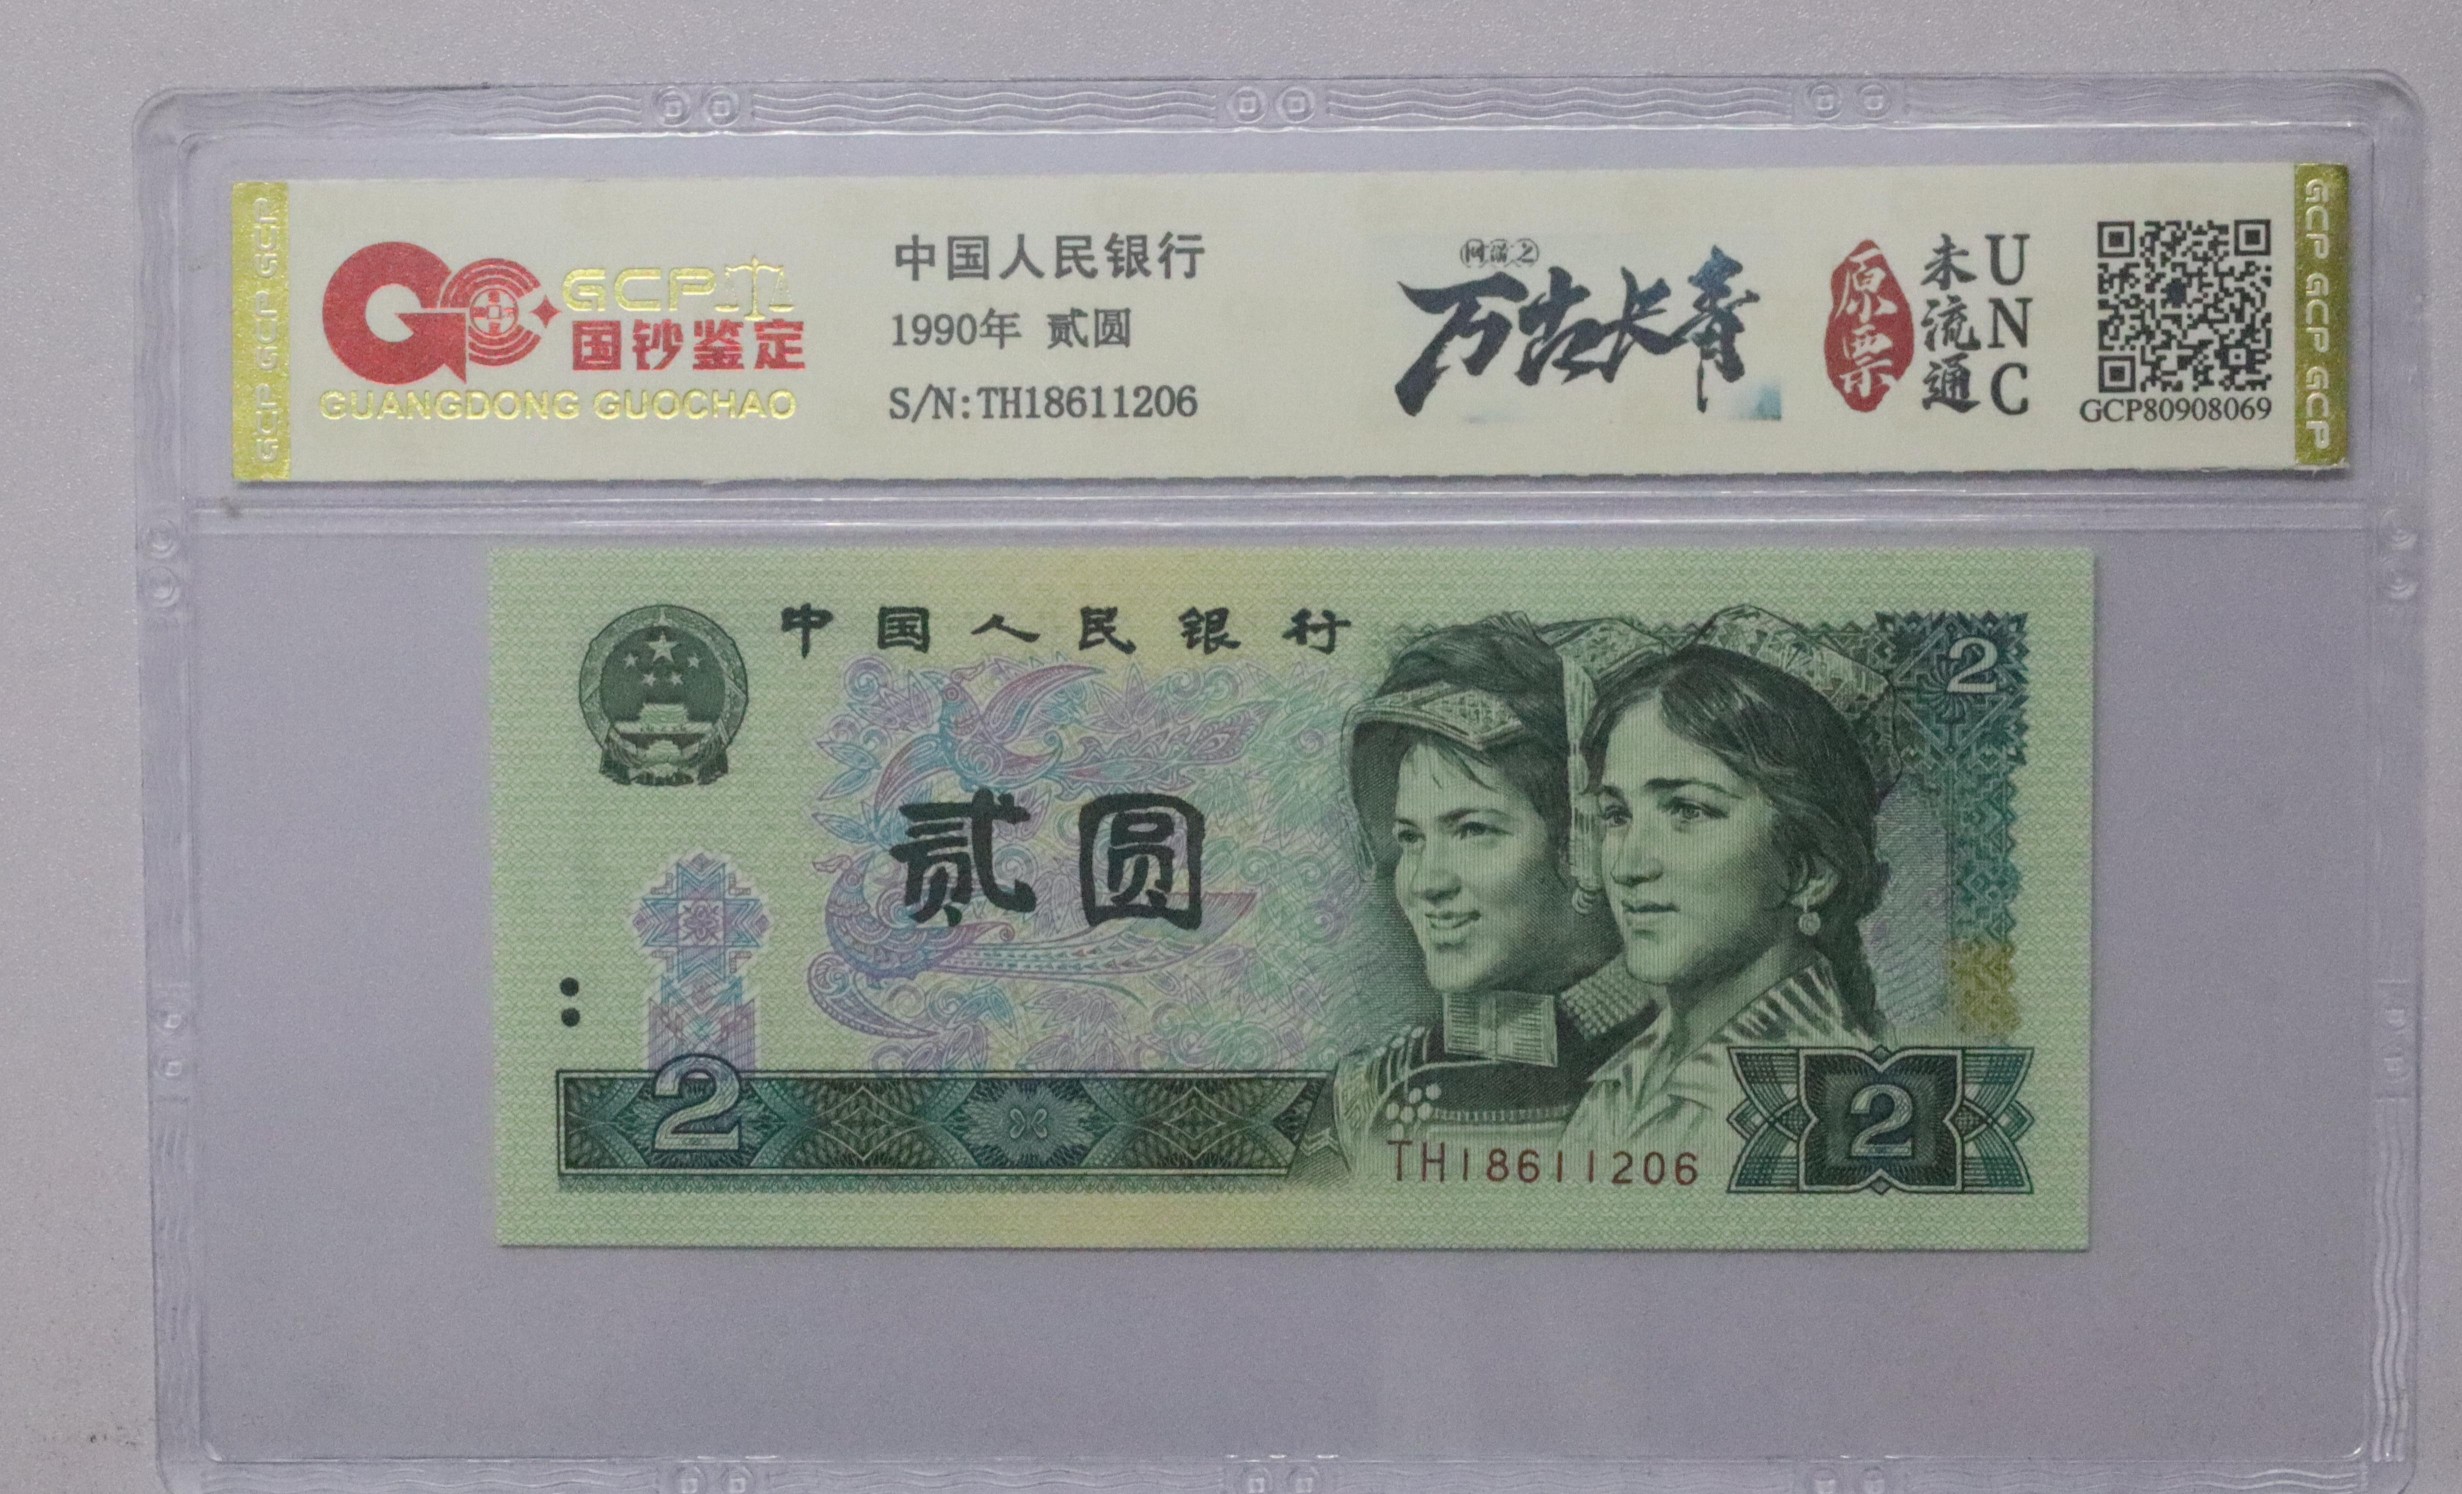 GCP GCP GCP
GCP
国钞鉴定
GUANGDONG GUOCHAO
中国人民银行
1990年 贰圆
S/N:TH18611206
万古长青
原票
未流通
UNC
GCP80908069
GCP GCP GCP
中国人民银行
2
贰圆
2
TH18611206
2